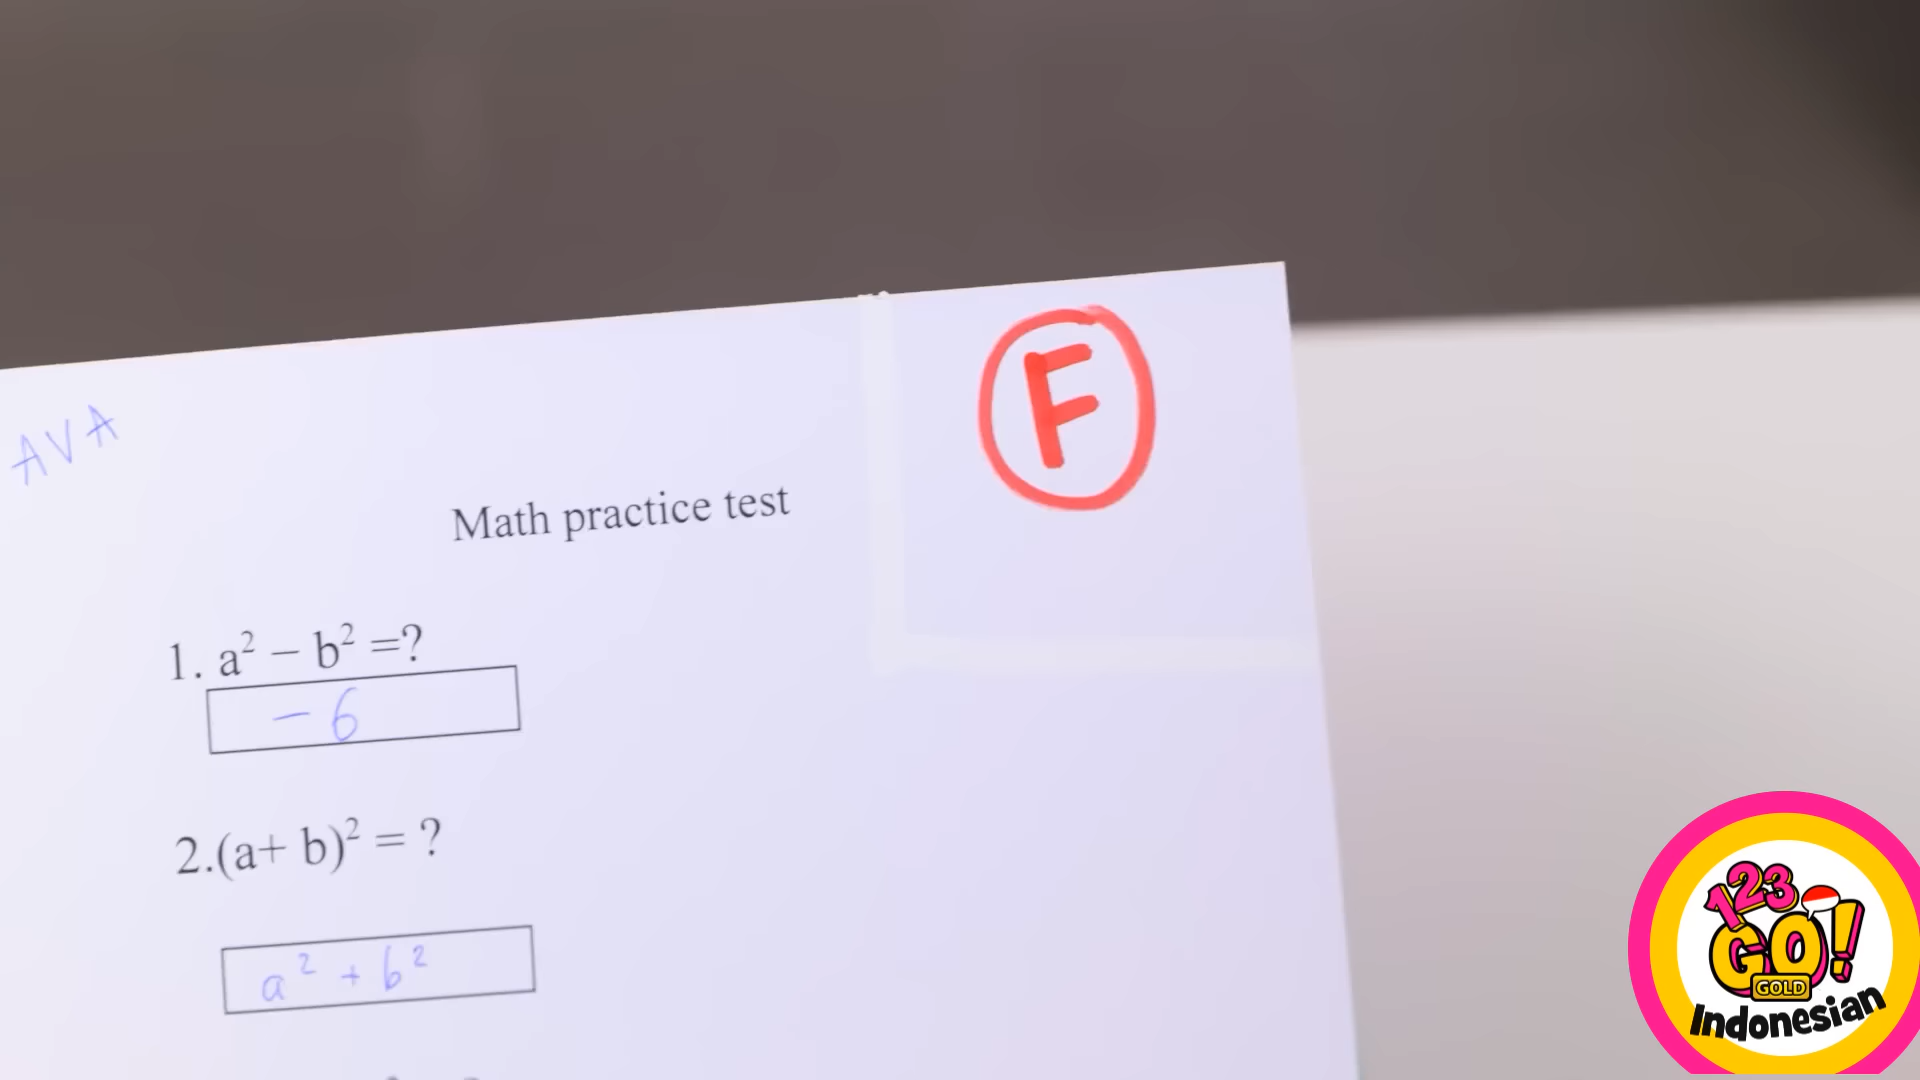 AVA
F
Math practice test
1. a² − b² =?
− 6
2.(a+ b)² = ?
a² + b²
123
GO!
GOLD
Indonesian